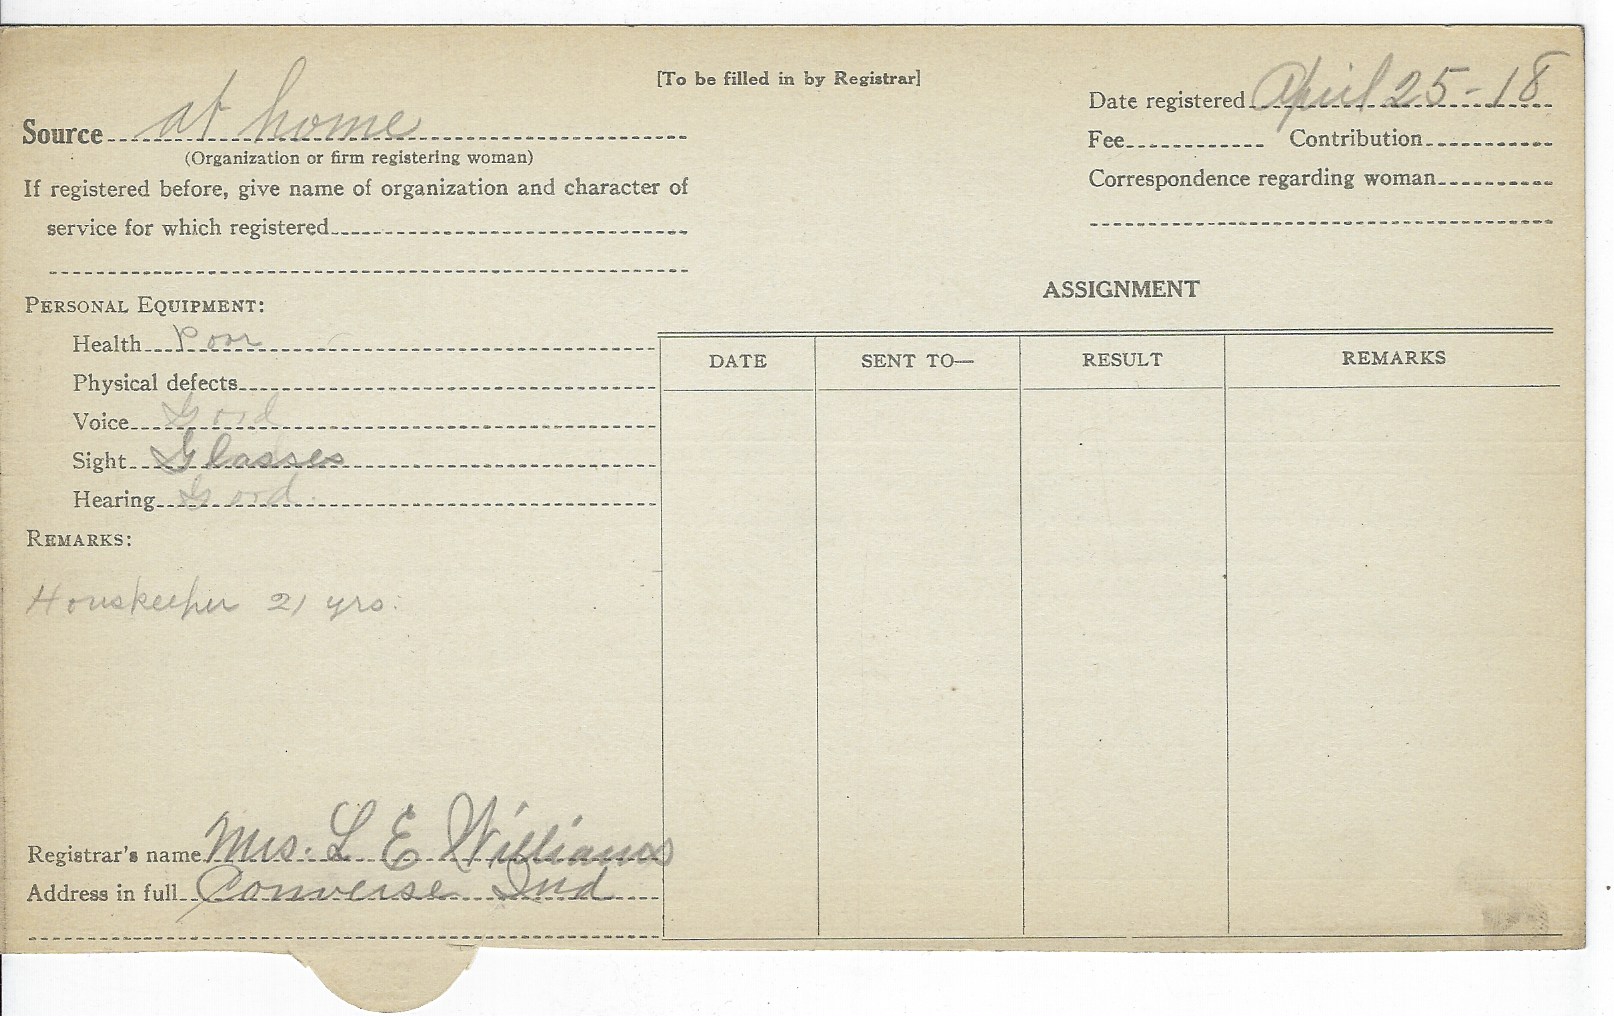 [To be filled in by Registrar]
Source at home
(Organization or firm registering woman)
If registered before, give name of organization and character of
service for which registered
Date registered April 25-18
Fee Contribution
Correspondence regarding woman
PERSONAL EQUIPMENT:
Health Poor
Physical defects
Voice Good
Sight Glasses
Hearing Good
REMARKS:
Houskeeper 21 yrs.
Registrar's name Mrs. L E Williams
Address in full Converse Ind
ASSIGNMENT
DATE SENT TO— RESULT REMARKS